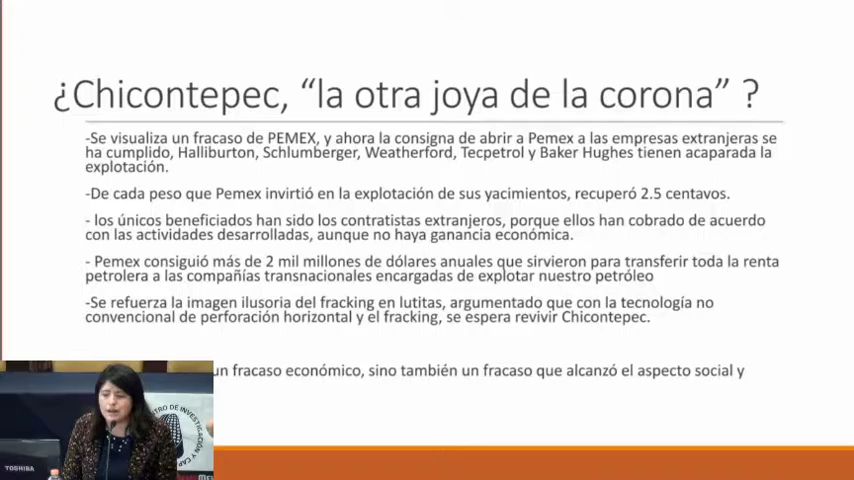 ¿Chicontepec, “la otra joya de la corona” ?
-Se visualiza un fracaso de PEMEX, y ahora la consigna de abrir a Pemex a las empresas extranjeras se
ha cumplido, Halliburton, Schlumberger, Weatherford, Tecpetrol y Baker Hughes tienen acaparada la
explotación.
-De cada peso que Pemex invirtió en la explotación de sus yacimientos, recuperó 2.5 centavos.
- los únicos beneficiados han sido los contratistas extranjeros, porque ellos han cobrado de acuerdo
con las actividades desarrolladas, aunque no haya ganancia económica.
- Pemex consiguió más de 2 mil millones de dólares anuales que sirvieron para transferir toda la renta
petrolera a las compañías transnacionales encargadas de explotar nuestro petróleo
-Se refuerza la imagen ilusoria del fracking en lutitas, argumentado que con la tecnología no
convencional de perforación horizontal y el fracking, se espera revivir Chicontepec.
un fracaso económico, sino también un fracaso que alcanzó el aspecto social y
TRO DE INVESTIGACIÓN
Y CAP
TOSHIBA